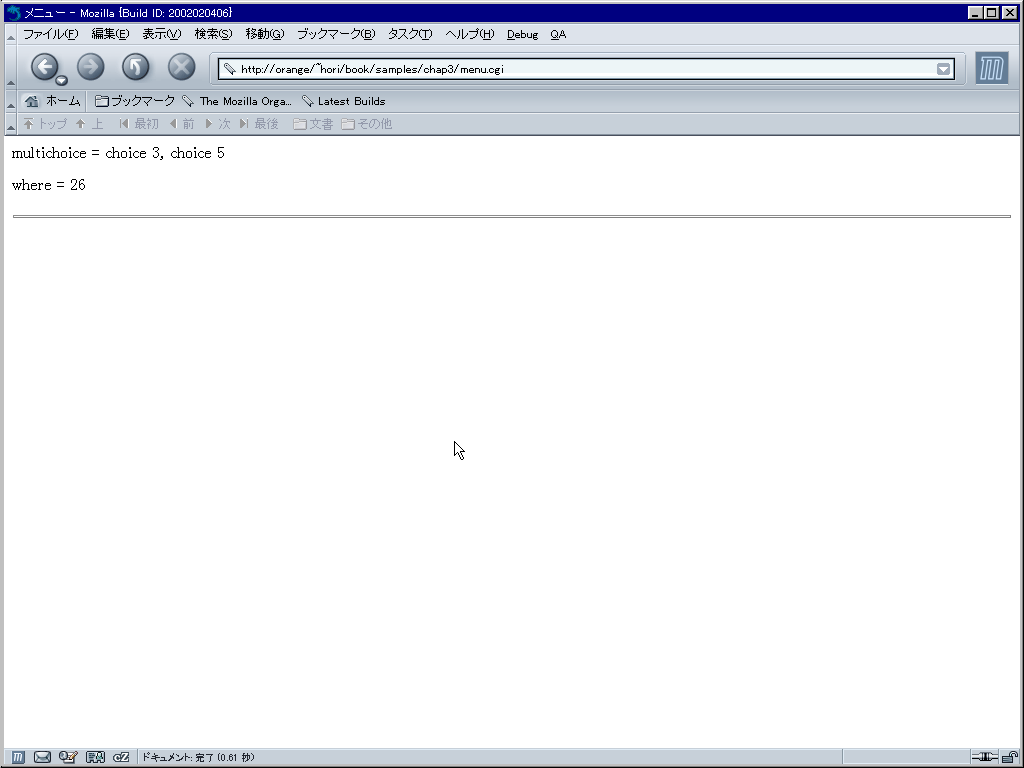 メニュー - Mozilla {Build ID: 2002020406}
ファイル(F) 編集(E) 表示(V) 検索(S) 移動(G) ブックマーク(B) タスク(T) ヘルプ(H) Debug QA
http://orange/~hori/book/samples/chap3/menu.cgi
ホーム ブックマーク The Mozilla Orga... Latest Builds
トップ 上 最初 前 次 最後 文書 その他
multichoice = choice 3, choice 5
where = 26
ドキュメント: 完了 (0.61 秒)